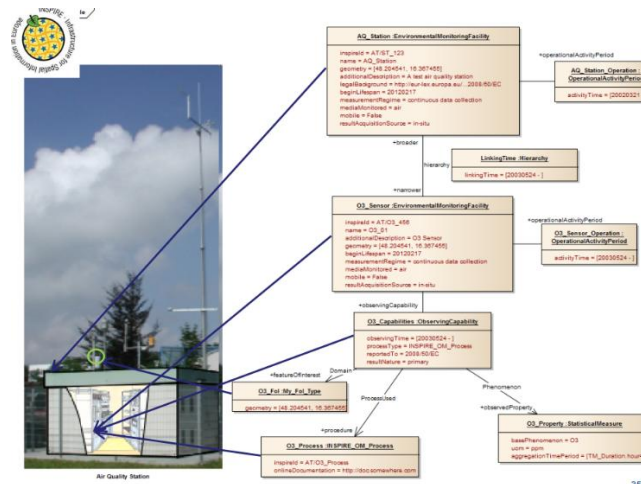 le
INSPIRE - Infrastructure for Spatial Information in Europe
AQ_Station :EnvironmentalMonitoringFacility
inspireId = AT/ST_123
name = AQ_Station
geometry = [48.204541, 16.367455]
additionalDescription = A test air quality station
legalBackground = http://eur-lex.europa.eu/...2008/50/EC
beginLifespan = 20120217
measurementRegime = continuous data collection
mediaMonitored = air
mobile = False
resultAcquisitionSource = in-situ
+operationalActivityPeriod
AQ_Station_Operation :
OperationalActivityPeriod
activityTime = [20020321
+broader
hierarchy
LinkingTime :Hierarchy
linkingTime = [20030524 - ]
+narrower
O3_Sensor :EnvironmentalMonitoringFacility
inspireId = AT/O3_456
name = O3_01
additionalDescription = O3 Sensor
geometry = [48.204541, 16.367455]
beginLifespan = 20120217
measurementRegime = continuous data collection
mediaMonitored = air
mobile = False
resultAcquisitionSource = in-situ
+operationalActivityPeriod
O3_Sensor_Operation :
OperationalActivityPeriod
activityTime = [20030524 - ]
+observingCapability
O3_Capabilities :ObservingCapability
observingTime = [20030524 - ]
processType = INSPIRE_OM_Process
reportedTo = 2008/50/EC
resultNature = primary
+featureOfInterest
Domain
O3_FoI :My_FoI_Type
geometry = [48.204541, 16.367455]
ProcessUsed
Phenomenon
+observedProperty
+procedure
O3_Process :INSPIRE_OM_Process
inspireId = AT/O3_Process
onlineDocumentation = http://doc.somewhere.com
O3_Property :StatisticalMeasure
basePhenomenon = O3
uom = ppm
aggregationTimePeriod = [TM_Duration.hour
Air Quality Station